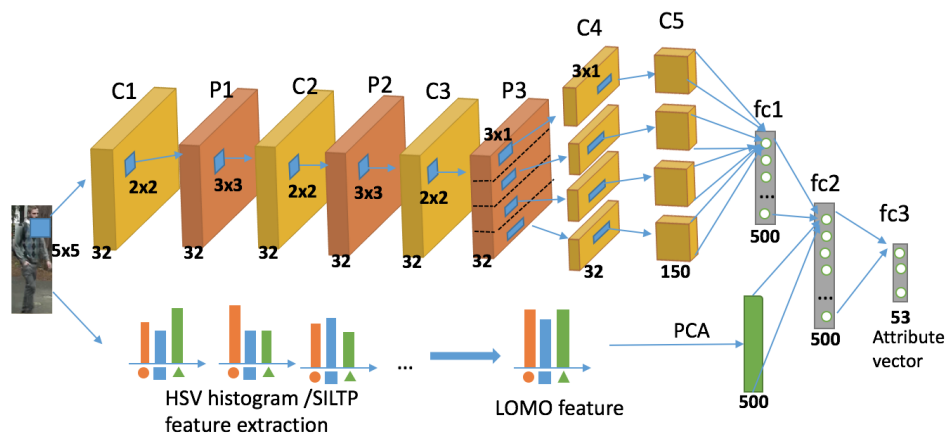 C4
C5
C1
P1
C2
P2
C3
P3
3x1
3x1
fc1
2x2
3x3
2x2
3x3
2x2
fc2
fc3
5x5
32
32
32
32
32
32
32
150
500
...
...
53
Attribute
vector
500
PCA
500
...
HSV histogram /SILTP
feature extraction
LOMO feature